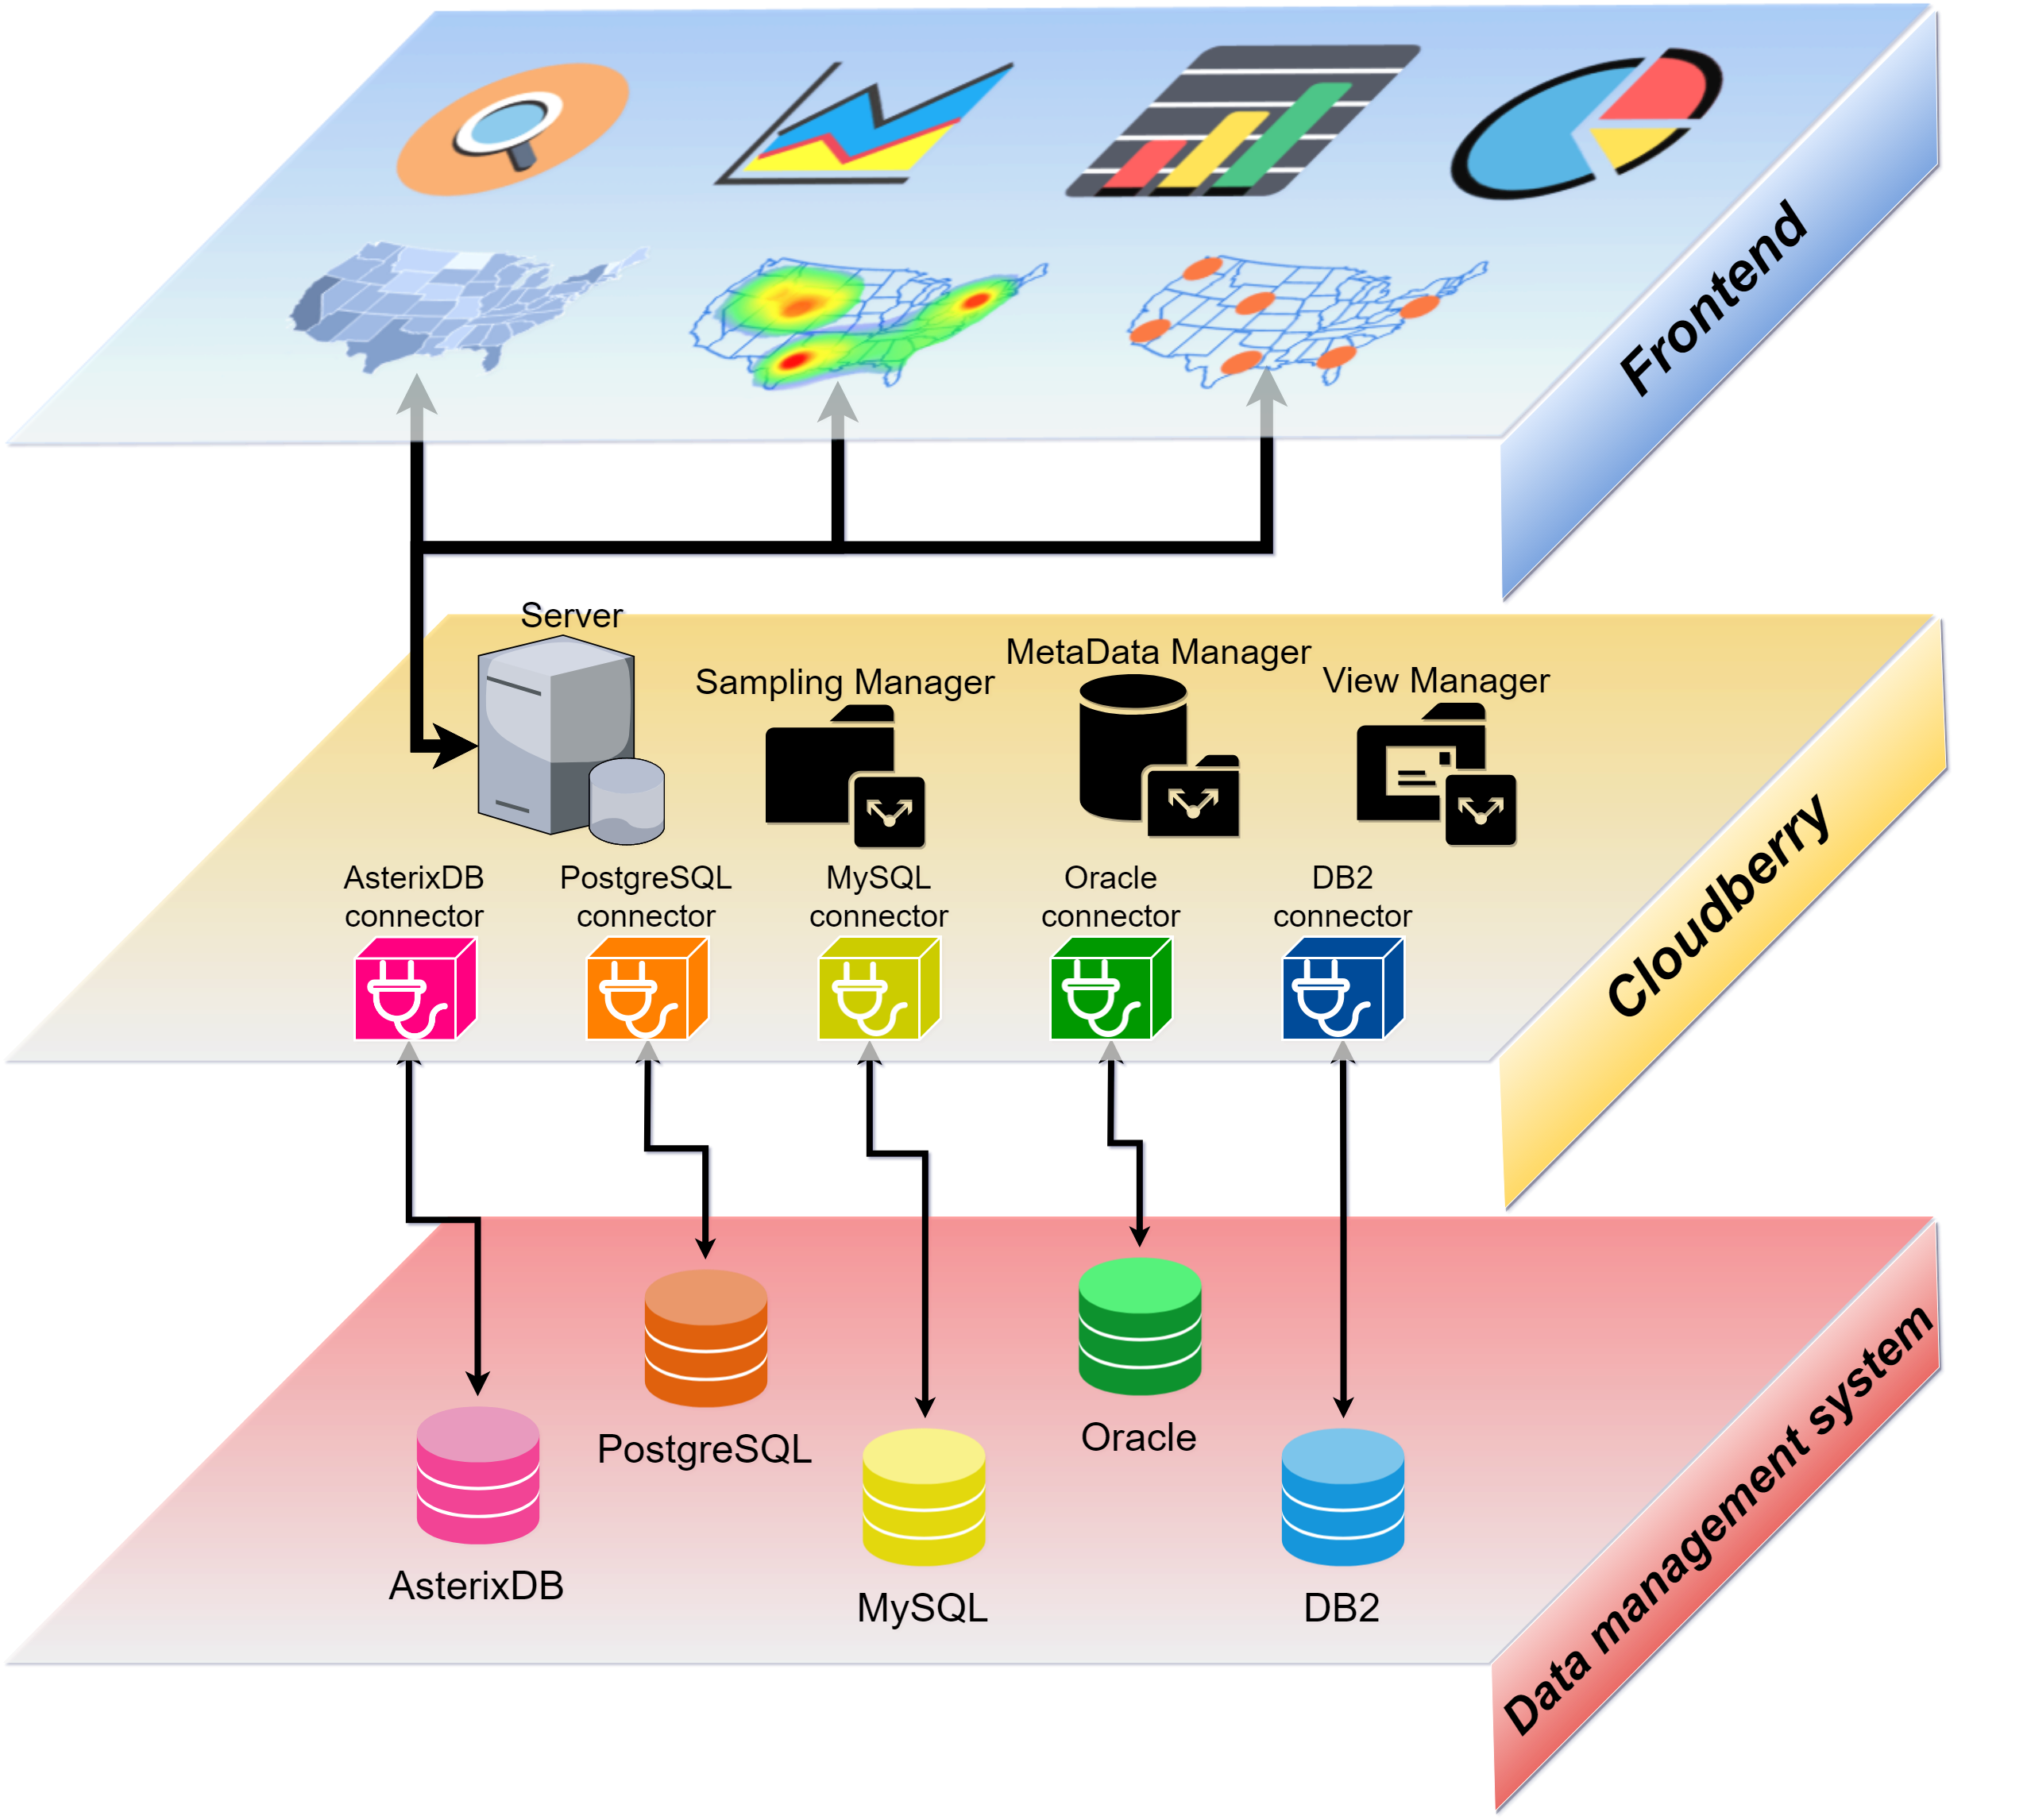 Frontend
Server
MetaData Manager
Sampling Manager
View Manager
AsterixDB
connector
PostgreSQL
connector
MySQL
connector
Oracle
connector
DB2
connector
Cloudberry
Oracle
PostgreSQL
AsterixDB
MySQL
DB2
Data management system